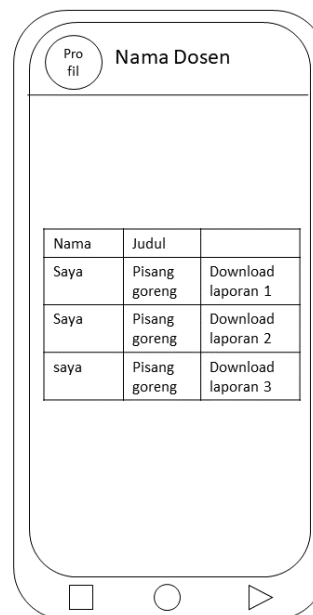 Pro
fil
Nama Dosen
Nama Judul
Saya Pisang goreng Download laporan 1
Saya Pisang goreng Download laporan 2
saya Pisang goreng Download laporan 3